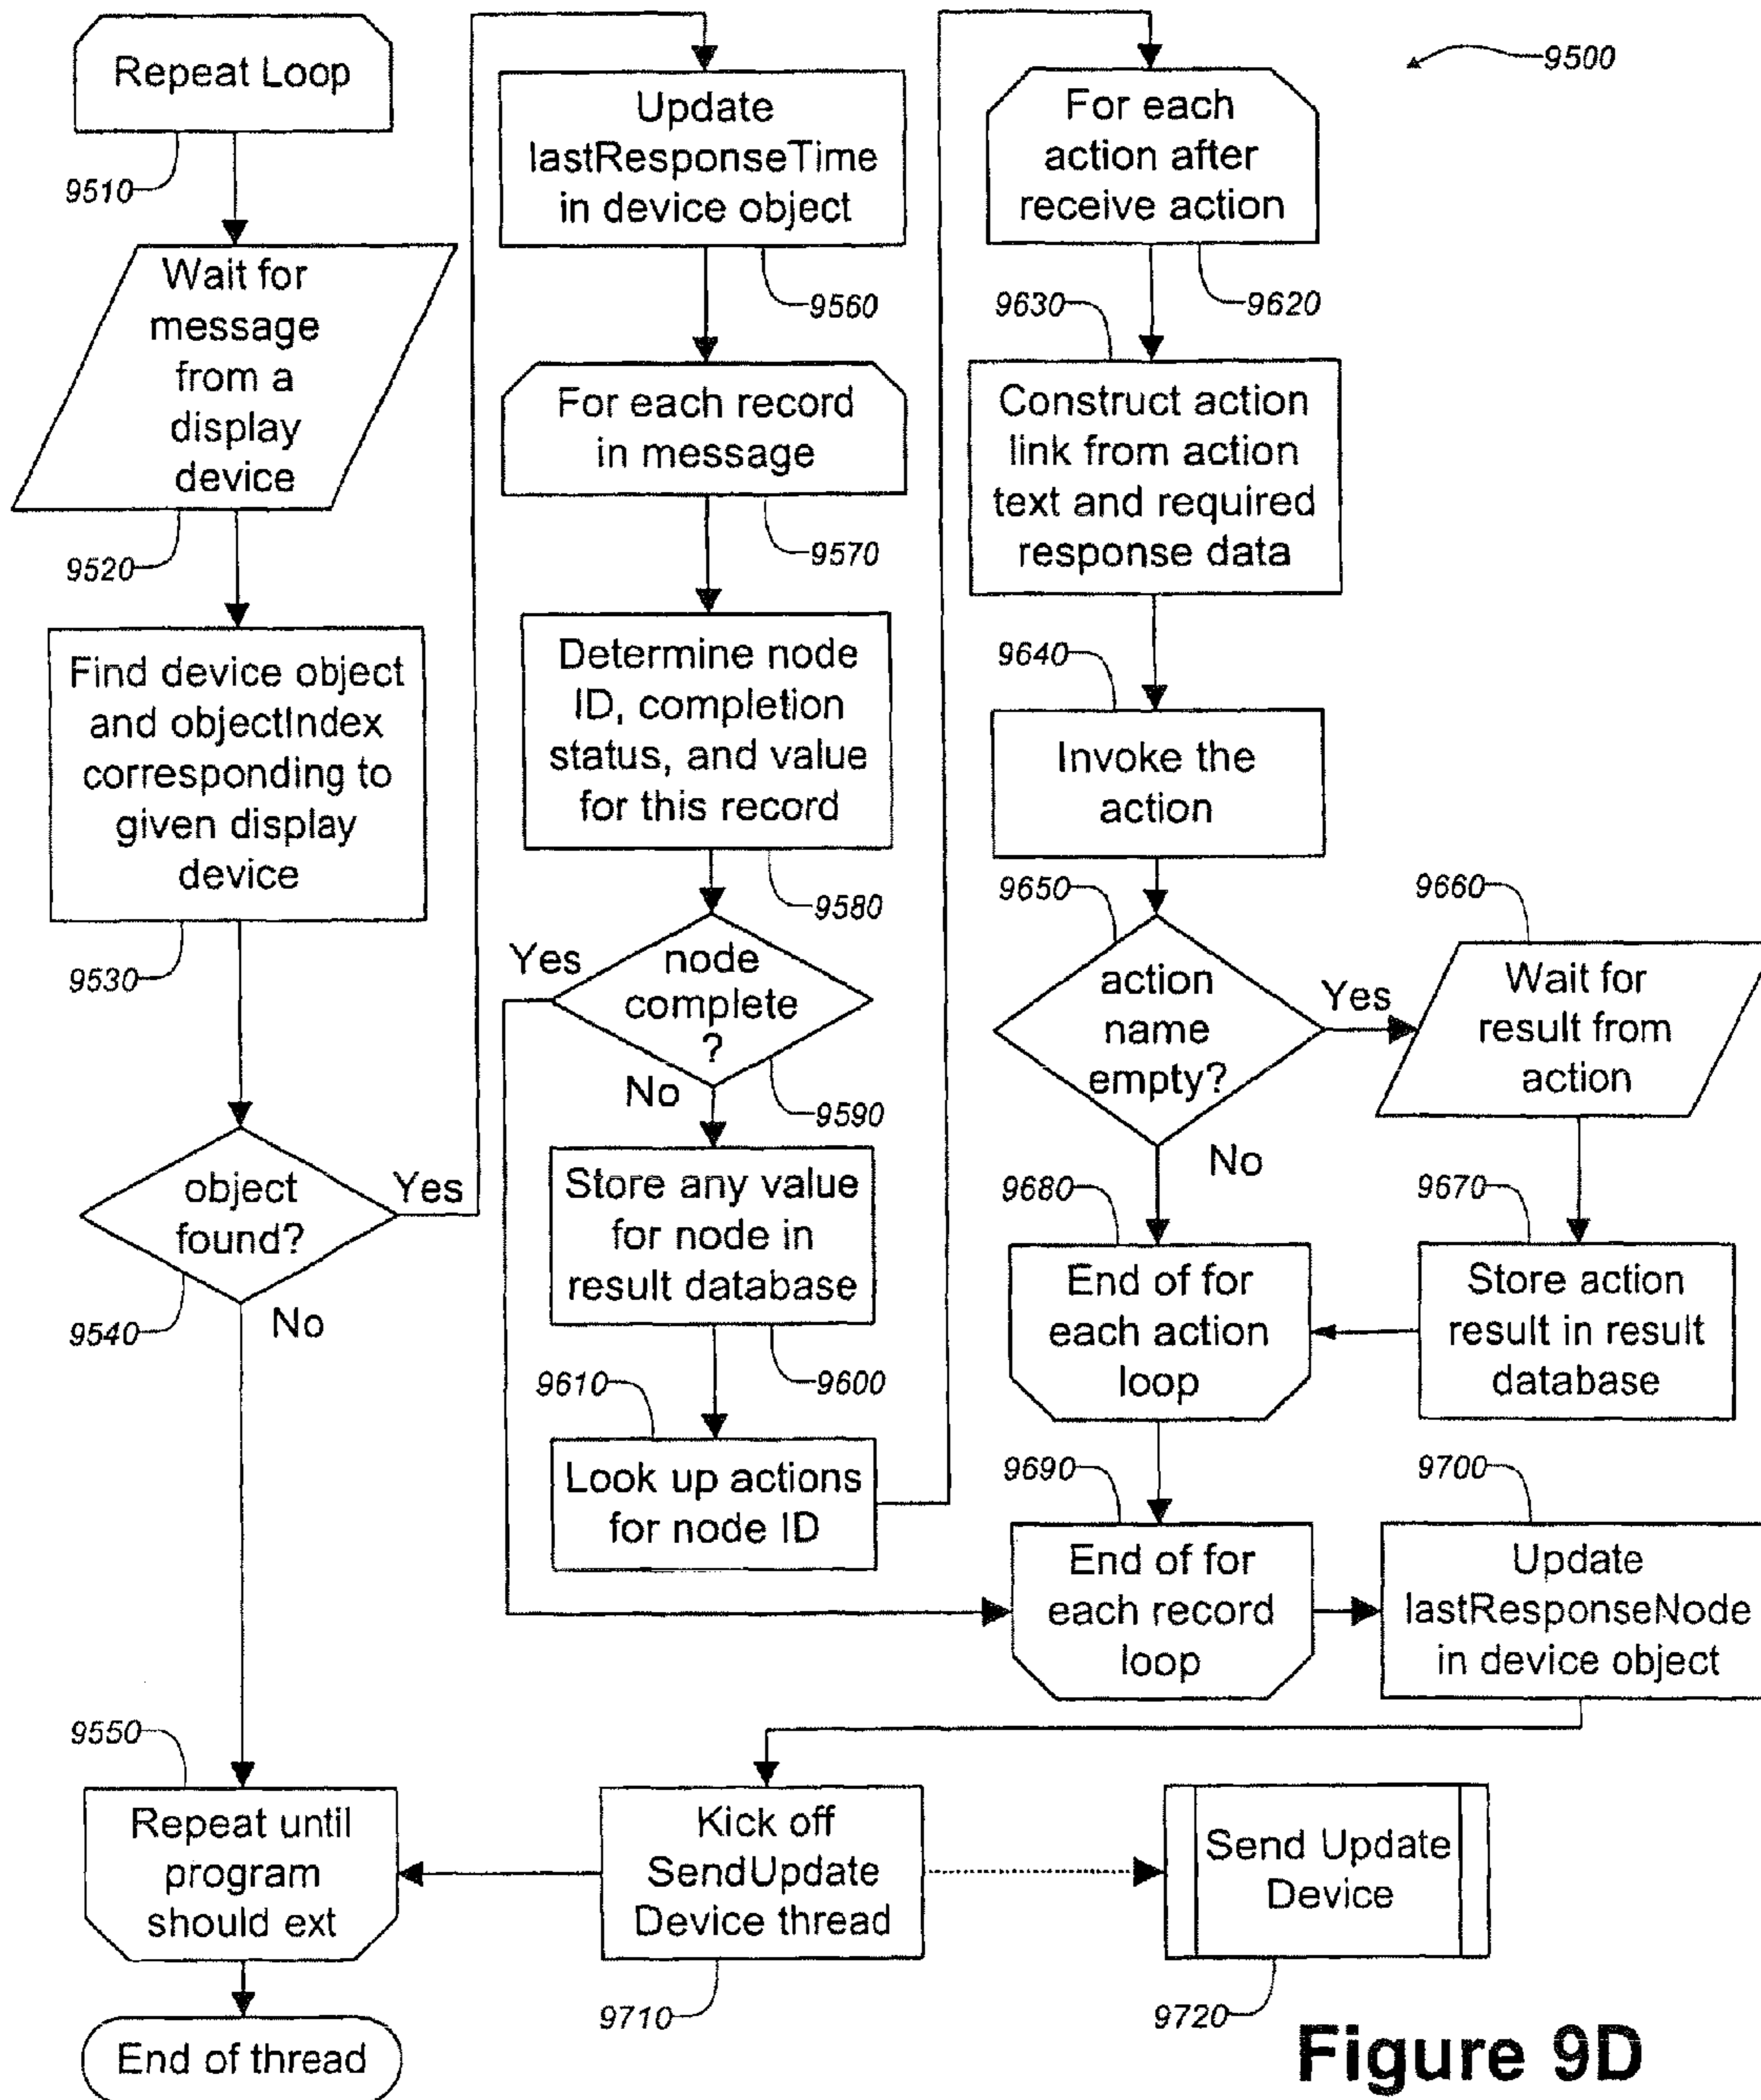 Repeat Loop
9510
Wait for
message
from a
display
device
9520
Find device object
and objectIndex
corresponding to
given display
device
9530
object
found?
Yes
No
9540
9550
Repeat until
program
should ext
End of thread
Update
lastResponseTime
in device object
9560
For each record
in message
9570
Determine node
ID, completion
status, and value
for this record
9580
Yes
node
complete
?
No
9590
Store any value
for node in
result database
9600
9610
Look up actions
for node ID
9500
For each
action after
receive action
9620
9630
Construct action
link from action
text and required
response data
9640
Invoke the
action
9650
action
name
empty?
Yes
No
9660
Wait for
result from
action
9670
Store action
result in result
database
9680
End of for
each action
loop
9690
End of for
each record
loop
9700
Update
lastResponseNode
in device object
Kick off
SendUpdate
Device thread
9710
Send Update
Device
9720
Figure 9D